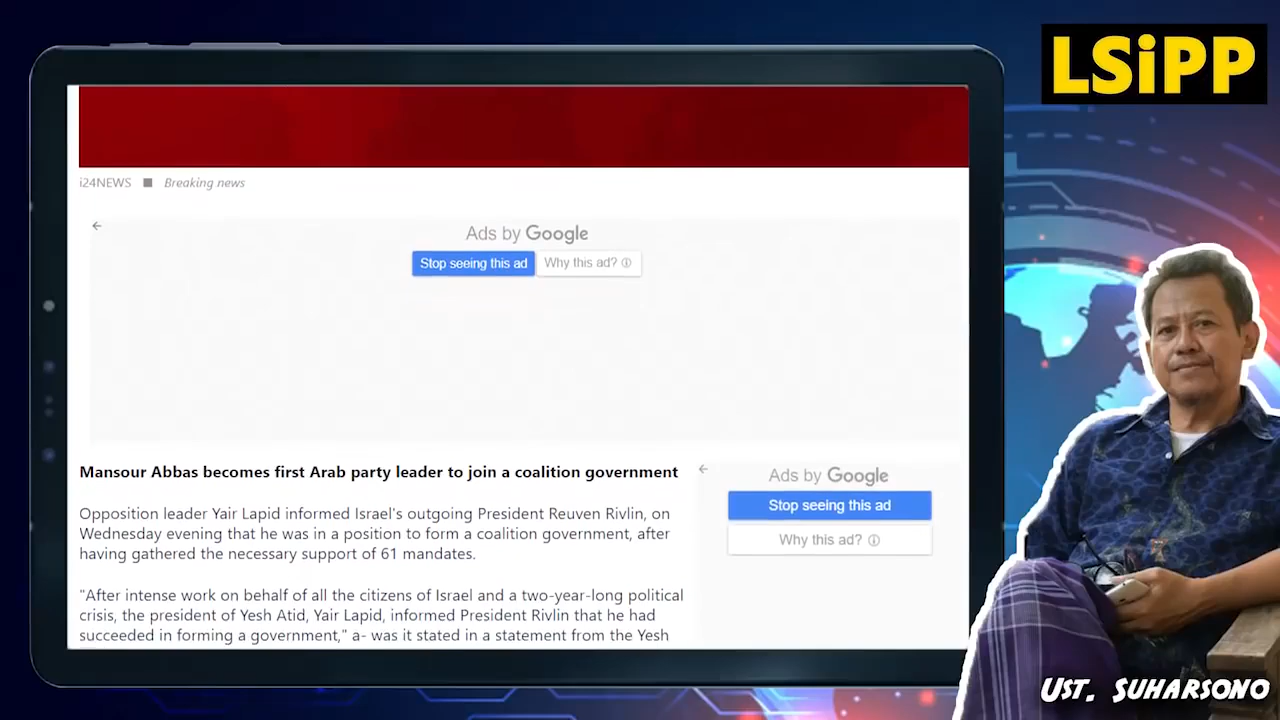 LSiPP
i24NEWS ■ Breaking news
Ads by Google
Stop seeing this ad
Why this ad?
Mansour Abbas becomes first Arab party leader to join a coalition government
Opposition leader Yair Lapid informed Israel's outgoing President Reuven Rivlin, on
Wednesday evening that he was in a position to form a coalition government, after
having gathered the necessary support of 61 mandates.
"After intense work on behalf of all the citizens of Israel and a two-year-long political
crisis, the president of Yesh Atid, Yair Lapid, informed President Rivlin that he had
succeeded in forming a government," a- was it stated in a statement from the Yesh
Ads by Google
Stop seeing this ad
Why this ad?
UST. SUHARSONO